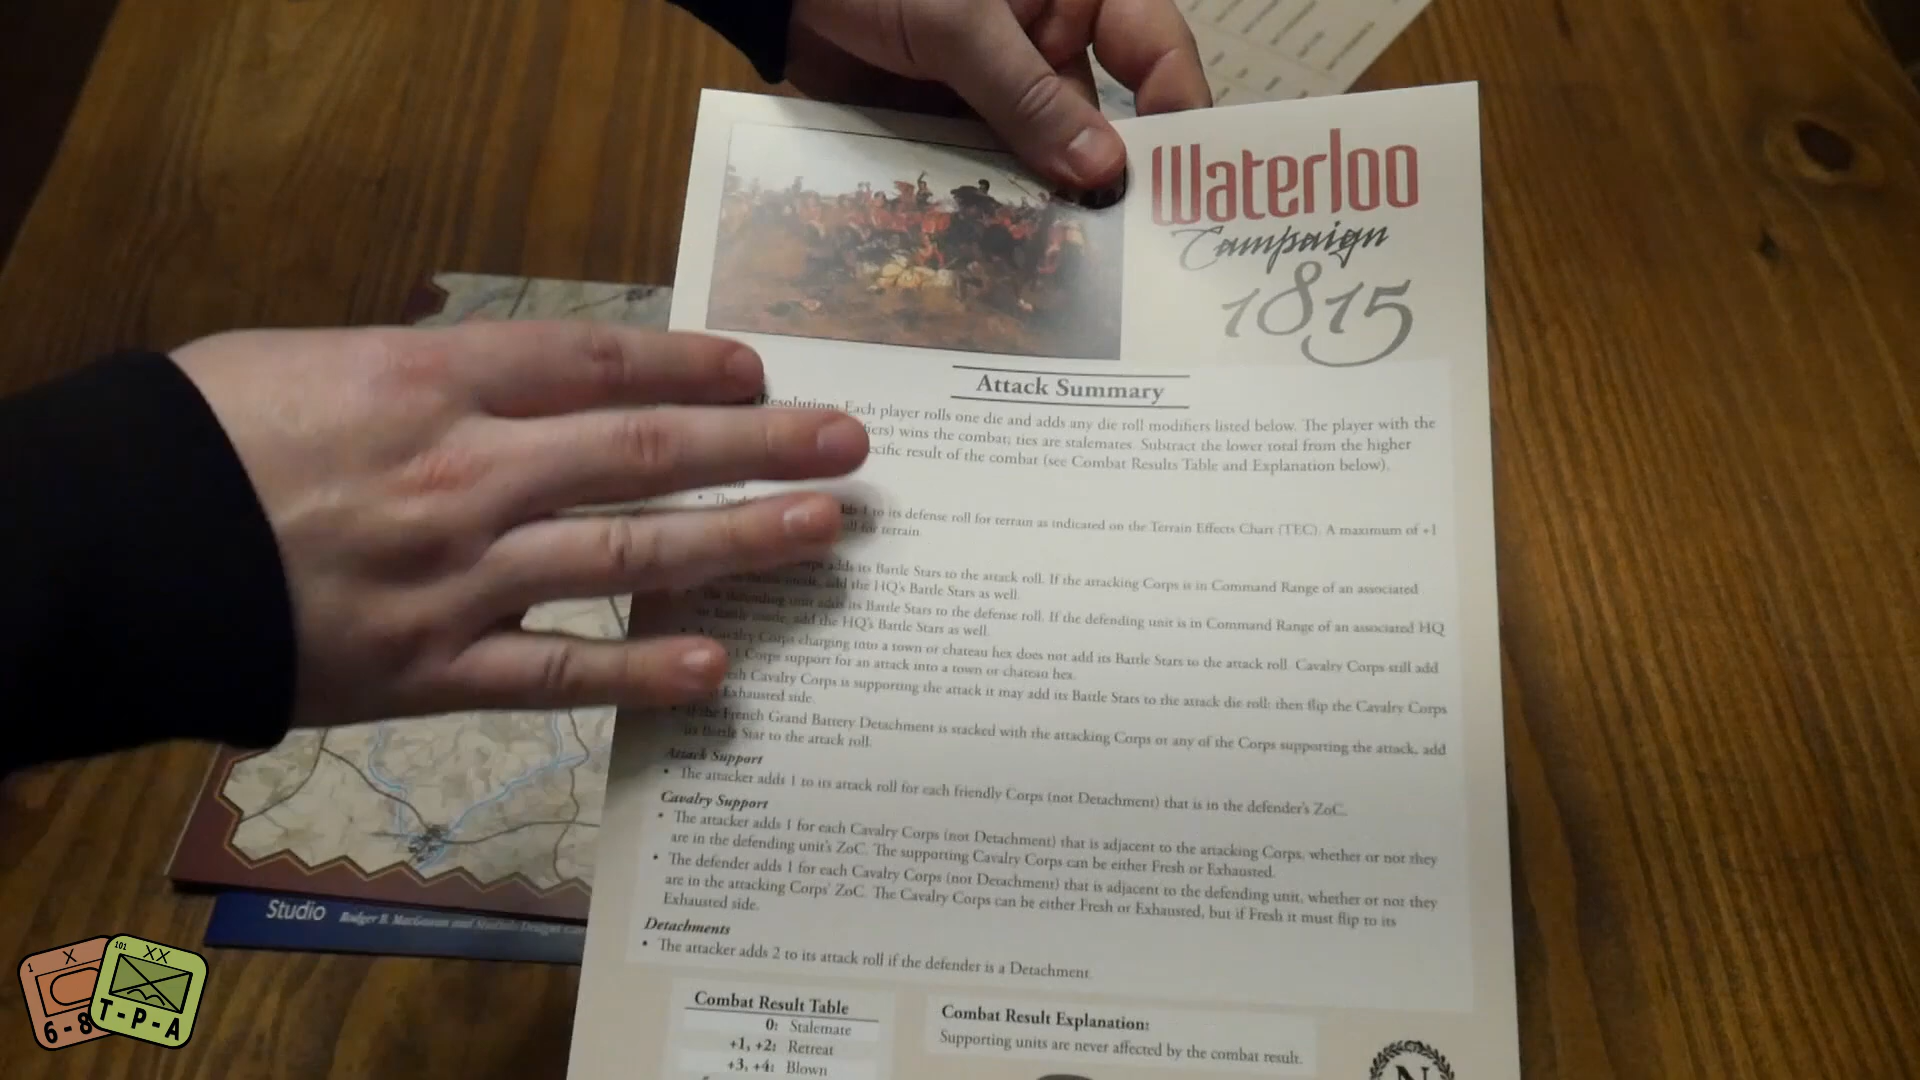 Waterloo
Campaign
1815
Attack Summary
Resolution: Each player rolls one die and adds any die roll modifiers listed below. The player with the
wins the combat; ties are stalemates. Subtract the lower total from the higher
result of the combat (see Combat Results Table and Explanation below).
• The
1 to its defense roll for terrain as indicated on the Terrain Effects Chart (TEC). A maximum of +1
for terrain.
adds its Battle Stars to the attack roll. If the attacking Corps is in Command Range of an associated
add the HQ's Battle Stars as well.
unit adds its Battle Stars to the defense roll. If the defending unit is in Command Range of an associated HQ
add the HQ's Battle Stars as well.
Corps charging into a town or chateau hex does not add its Battle Stars to the attack roll. Cavalry Corps still add
1 Corps support for an attack into a town or chateau hex.
Cavalry Corps is supporting the attack it may add its Battle Stars to the attack die roll; then flip the Cavalry Corps
Exhausted side.
the French Grand Battery Detachment is stacked with the attacking Corps or any of the Corps supporting the attack, add
its Battle Star to the attack roll.
Attack Support
• The attacker adds 1 to its attack roll for each friendly Corps (not Detachment) that is in the defender's ZoC.
Cavalry Support
• The attacker adds 1 for each Cavalry Corps (not Detachment) that is adjacent to the attacking Corps, whether or not they
are in the defending unit's ZoC. The supporting Cavalry Corps can be either Fresh or Exhausted.
• The defender adds 1 for each Cavalry Corps (not Detachment) that is adjacent to the defending unit, whether or not they
are in the attacking Corps' ZoC. The Cavalry Corps can be either Fresh or Exhausted, but if Fresh it must flip to its
Exhausted side.
Detachments
• The attacker adds 2 to its attack roll if the defender is a Detachment
Combat Result Table
0: Stalemate
+1, +2: Retreat
+3, +4: Blown
Combat Result Explanation:
Supporting units are never affected by the combat result.
N
Studio Rodger B. MacGowan and
1 X
6-8
101 XX
T-P-A